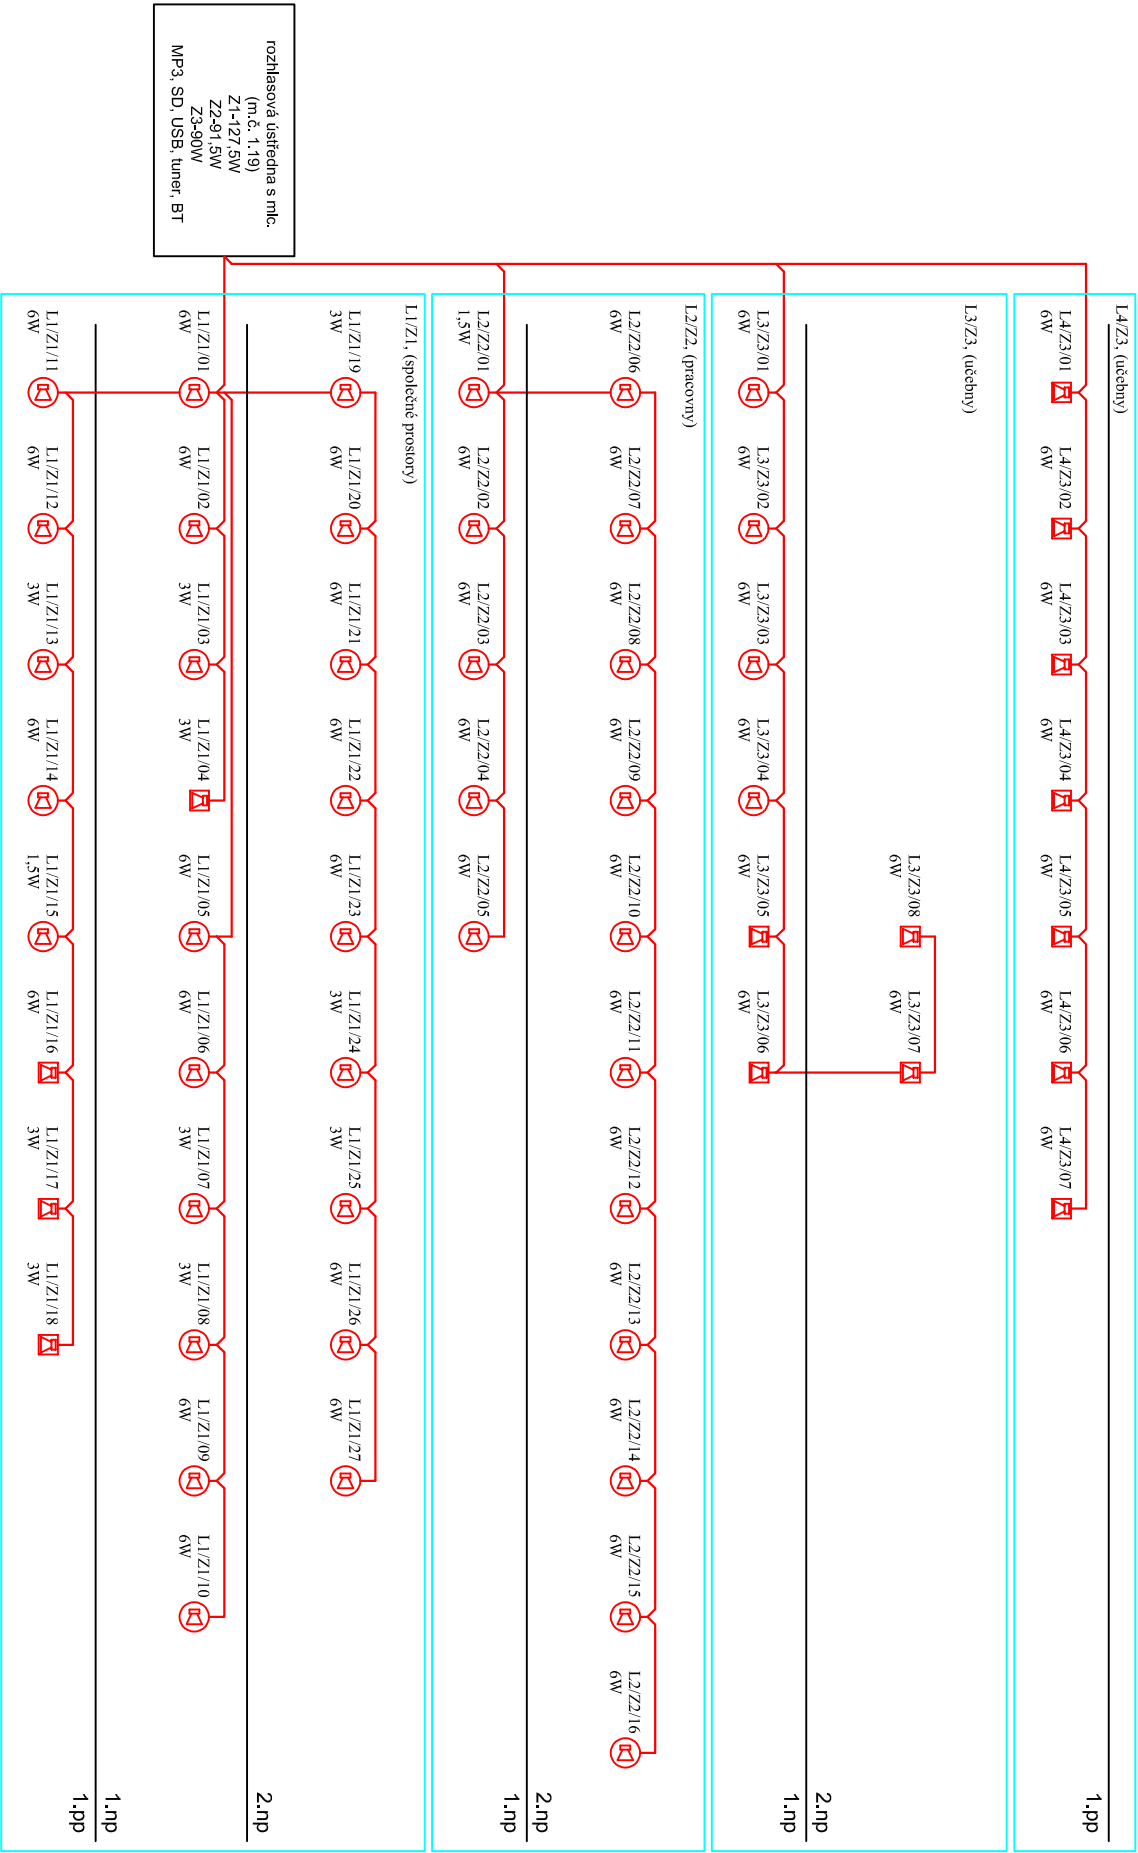 rozhlasová ústředna s mic.
(m.č. 1.19)
Z1-127,5W
Z2-91,5W
Z3-90W
MP3, SD, USB, tuner, BT
L4/Z3, (učebny)
L4/Z3/01
6W
L4/Z3/02
6W
L4/Z3/03
6W
L4/Z3/04
6W
L4/Z3/05
6W
L4/Z3/06
6W
L4/Z3/07
6W
1.pp
L3/Z3, (učebny)
L3/Z3/08
6W
L3/Z3/07
6W
2.np
1.np
L3/Z3/01
6W
L3/Z3/02
6W
L3/Z3/03
6W
L3/Z3/04
6W
L3/Z3/05
6W
L3/Z3/06
6W
L2/Z2, (pracovny)
L2/Z2/06
6W
L2/Z2/07
6W
L2/Z2/08
6W
L2/Z2/09
6W
L2/Z2/10
6W
L2/Z2/11
6W
L2/Z2/12
6W
L2/Z2/13
6W
L2/Z2/14
6W
L2/Z2/15
6W
L2/Z2/16
6W
2.np
1.np
L2/Z2/01
1,5W
L2/Z2/02
6W
L2/Z2/03
6W
L2/Z2/04
6W
L2/Z2/05
6W
L1/Z1, (společné prostory)
L1/Z1/19
3W
L1/Z1/20
6W
L1/Z1/21
6W
L1/Z1/22
6W
L1/Z1/23
6W
L1/Z1/24
3W
L1/Z1/25
3W
L1/Z1/26
6W
L1/Z1/27
6W
2.np
L1/Z1/01
6W
L1/Z1/02
6W
L1/Z1/03
3W
L1/Z1/04
3W
L1/Z1/05
6W
L1/Z1/06
6W
L1/Z1/07
3W
L1/Z1/08
3W
L1/Z1/09
6W
L1/Z1/10
6W
1.np
1.pp
L1/Z1/11
6W
L1/Z1/12
6W
L1/Z1/13
3W
L1/Z1/14
6W
L1/Z1/15
1,5W
L1/Z1/16
6W
L1/Z1/17
3W
L1/Z1/18
3W